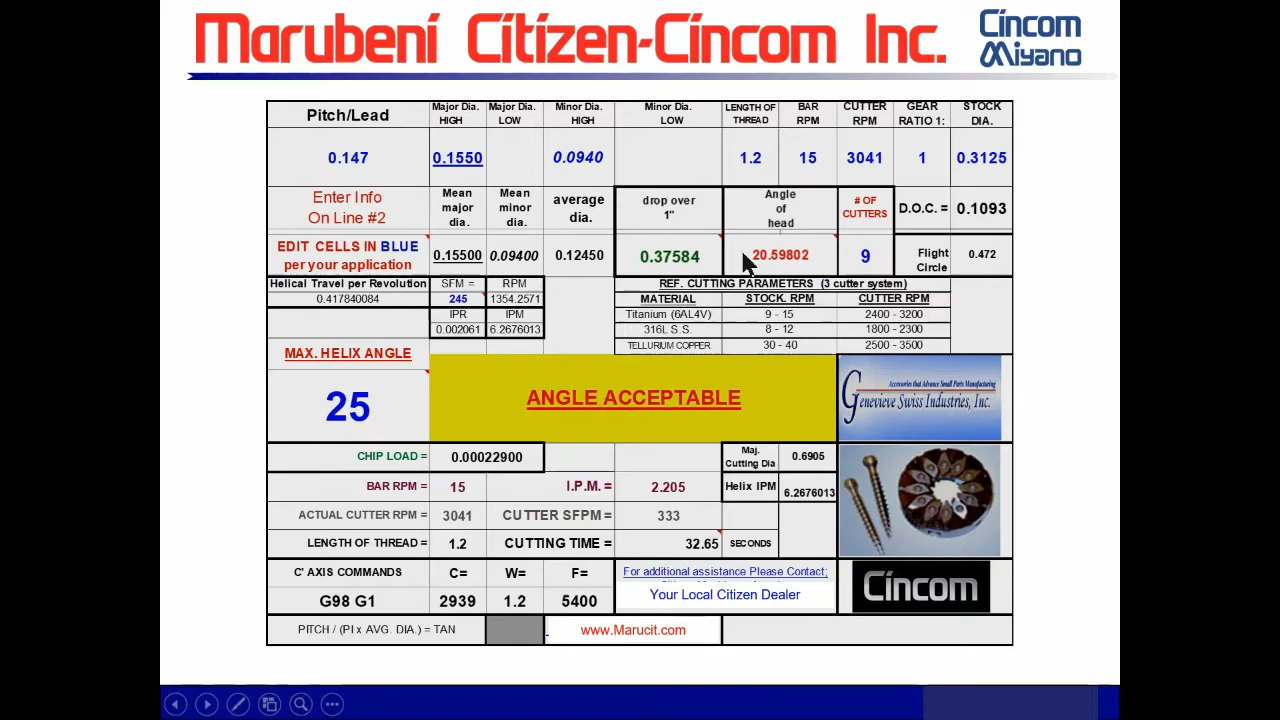 Marubeni Citizen-Cincom Inc.
Cincom
Miyano
Pitch/Lead
Major Dia. HIGH
Major Dia. LOW
Minor Dia. HIGH
Minor Dia. LOW
LENGTH OF THREAD
BAR RPM
CUTTER RPM
GEAR RATIO 1:
STOCK DIA.
0.147 0.1550 0.0940 1.2 15 3041 1 0.3125
Enter Info
On Line #2
Mean major dia.
Mean minor dia.
average dia.
drop over 1"
Angle of head
# OF CUTTERS
D.O.C. = 0.1093
EDIT CELLS IN BLUE
per your application
0.15500 0.09400 0.12450 0.37584 20.59802 9
Flight Circle
0.472
Helical Travel per Revolution SFM = RPM
0.417840084 245 1354.2571
IPR IPM
0.002061 6.2676013
REF. CUTTING PARAMETERS (3 cutter system)
MATERIAL STOCK. RPM CUTTER RPM
Titanium (6AL4V) 9 - 15 2400 - 3200
316L S.S. 8 - 12 1800 - 2300
TELLURIUM COPPER 30 - 40 2500 - 3500
MAX. HELIX ANGLE
25
ANGLE ACCEPTABLE
Accessories that Advance Small Parts Manufacturing
Genevieve Swiss Industries, Inc.
CHIP LOAD = 0.00022900
Maj. Cutting Dia
0.6905
BAR RPM = 15 I.P.M. = 2.205
Helix IPM 6.2676013
ACTUAL CUTTER RPM = 3041 CUTTER SFPM = 333
LENGTH OF THREAD = 1.2 CUTTING TIME = 32.65 SECONDS
C' AXIS COMMANDS C= W= F=
G98 G1 2939 1.2 5400
For additional assistance Please Contact;
Your Local Citizen Dealer
Cincom
PITCH / (PI x AVG. DIA.) = TAN
www.Marucit.com